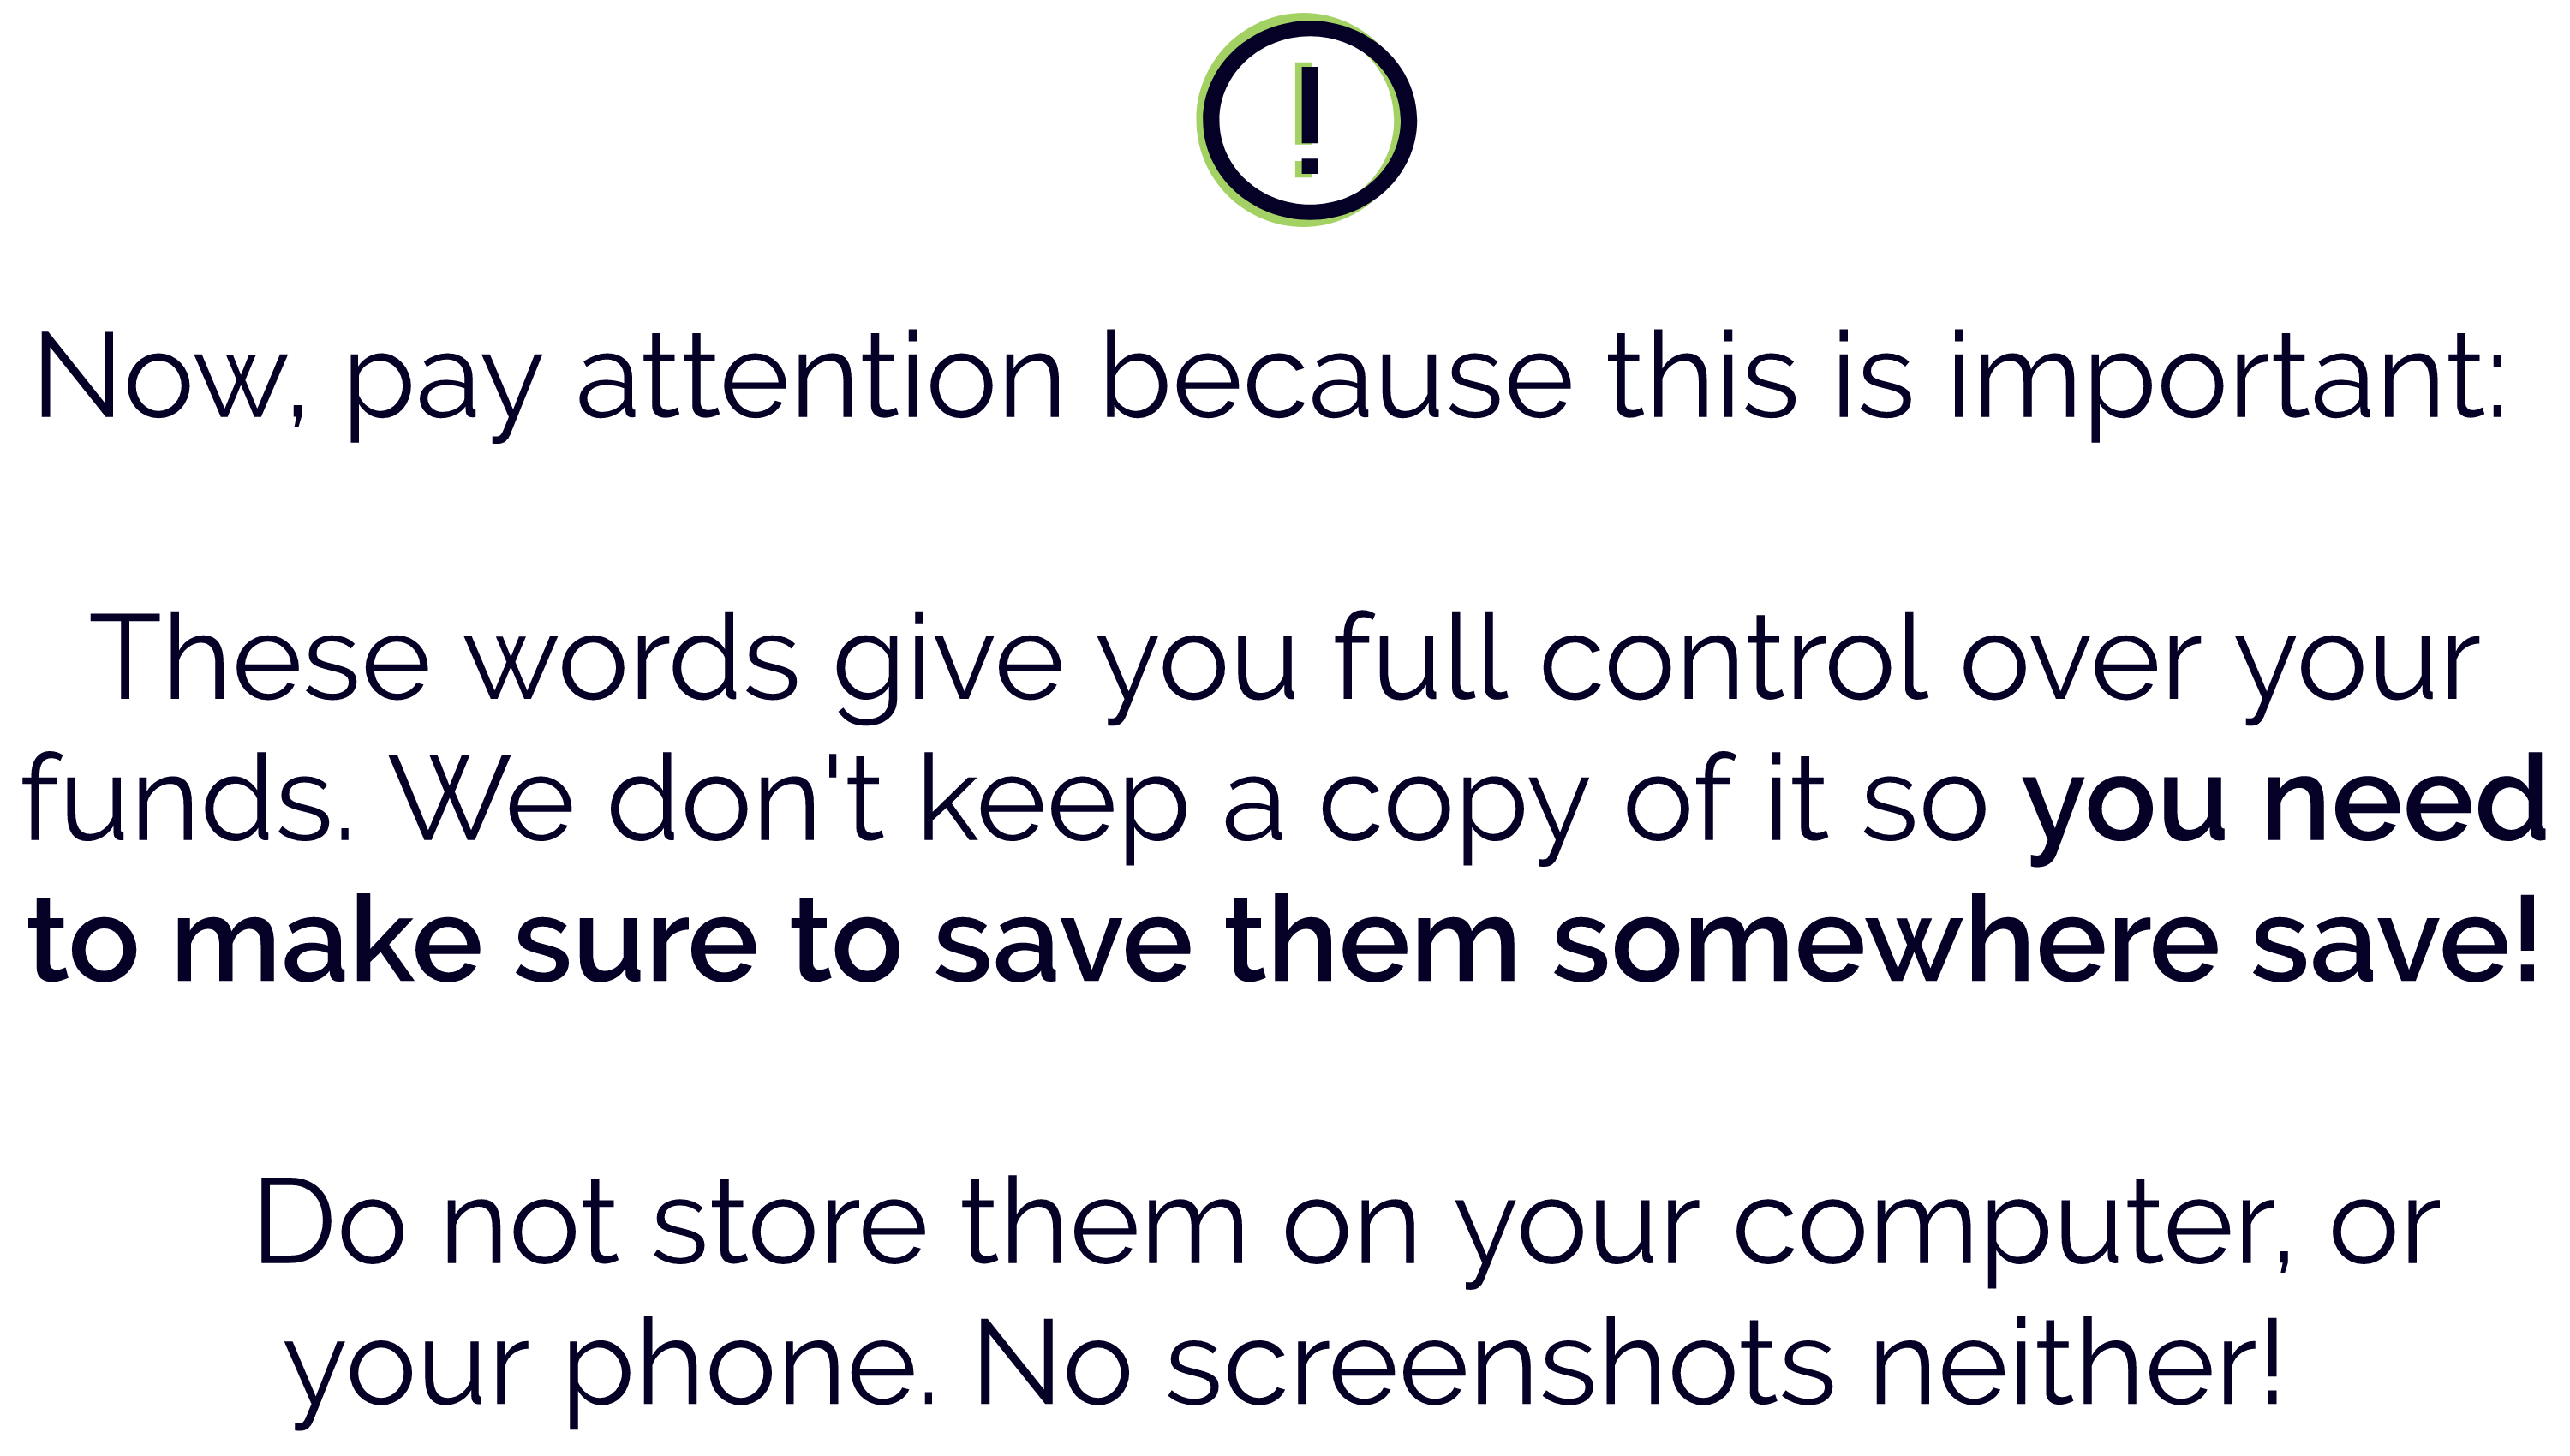 !
Now, pay attention because this is important:
These words give you full control over your
funds. We don't keep a copy of it so you need
to make sure to save them somewhere save!
Do not store them on your computer, or
your phone. No screenshots neither!